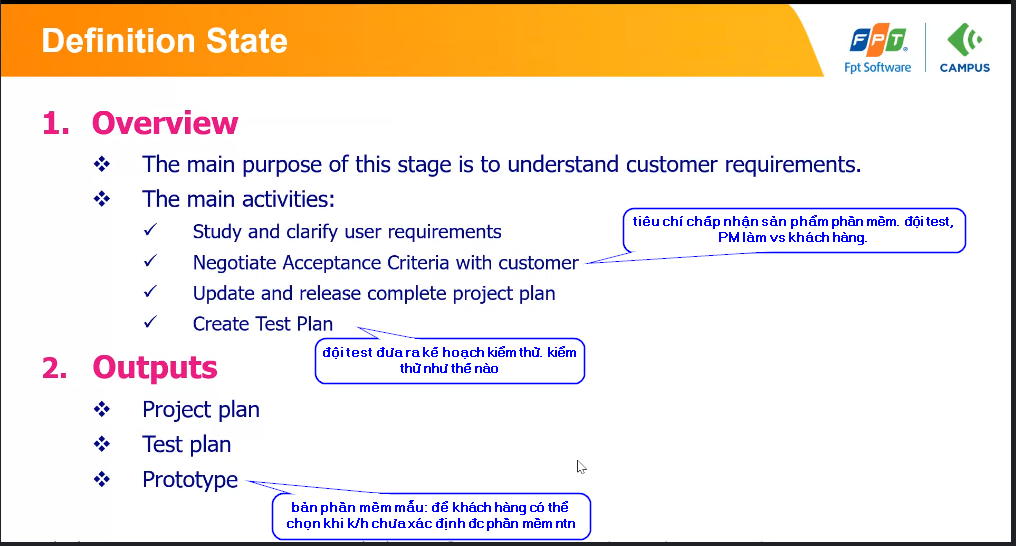 Definition State
FPT
Fpt Software
CAMPUS
1. Overview
The main purpose of this stage is to understand customer requirements.
The main activities:
Study and clarify user requirements
tiêu chí chấp nhận sản phẩm phần mềm. đội test,
PM làm vs khách hàng.
Negotiate Acceptance Criteria with customer
Update and release complete project plan
Create Test Plan
đội test đưa ra kế hoạch kiểm thử. kiểm
thử như thế nào
2. Outputs
Project plan
Test plan
Prototype
bản phần mềm mẫu: để khách hàng có thể
chọn khi k/h chưa xác định đc phần mềm ntn